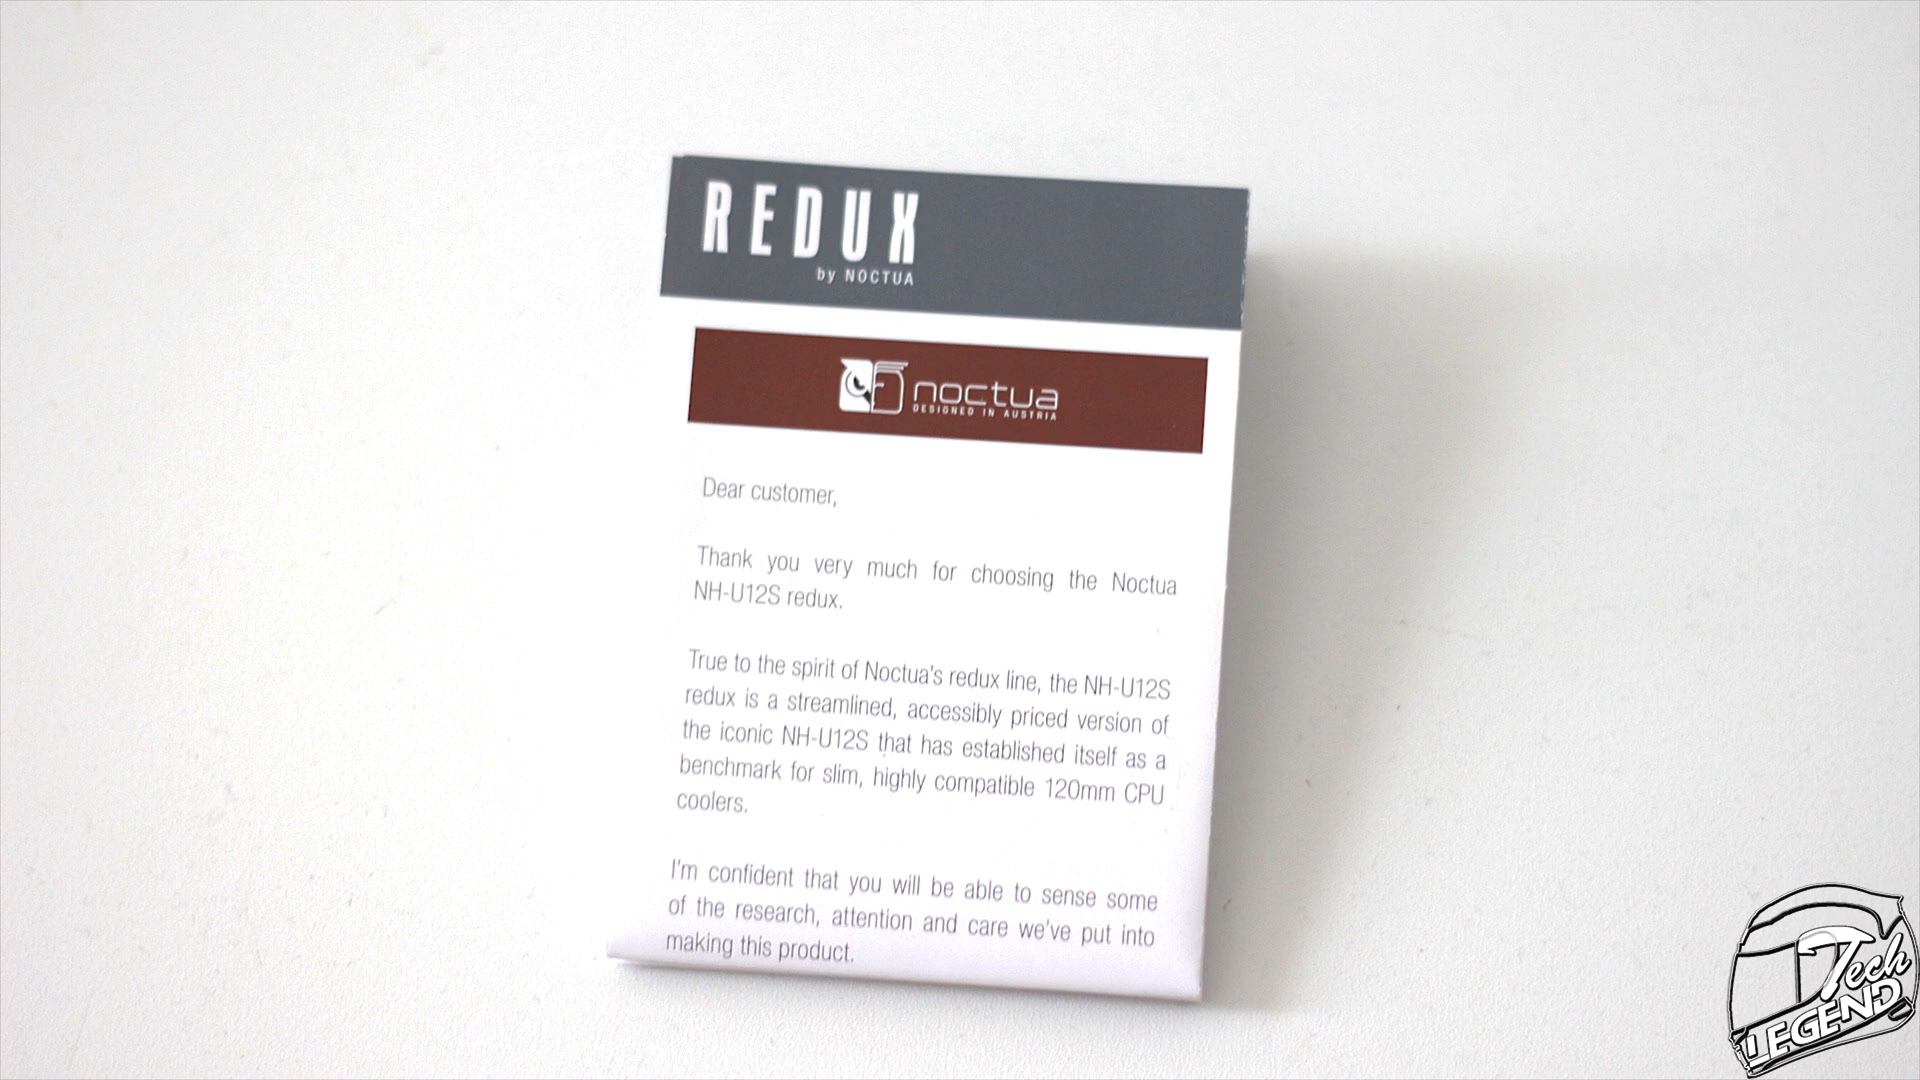 REDUX
by NOCTUA
noctua
DESIGNED IN AUSTRIA
Dear customer,
Thank you very much for choosing the Noctua
NH-U12S redux.
True to the spirit of Noctua's redux line, the NH-U12S
redux is a streamlined, accessibly priced version of
the iconic NH-U12S that has established itself as a
benchmark for slim, highly compatible 120mm CPU
coolers.
I'm confident that you will be able to sense some
of the research, attention and care we've put into
making this product.
Tech
LEGEND